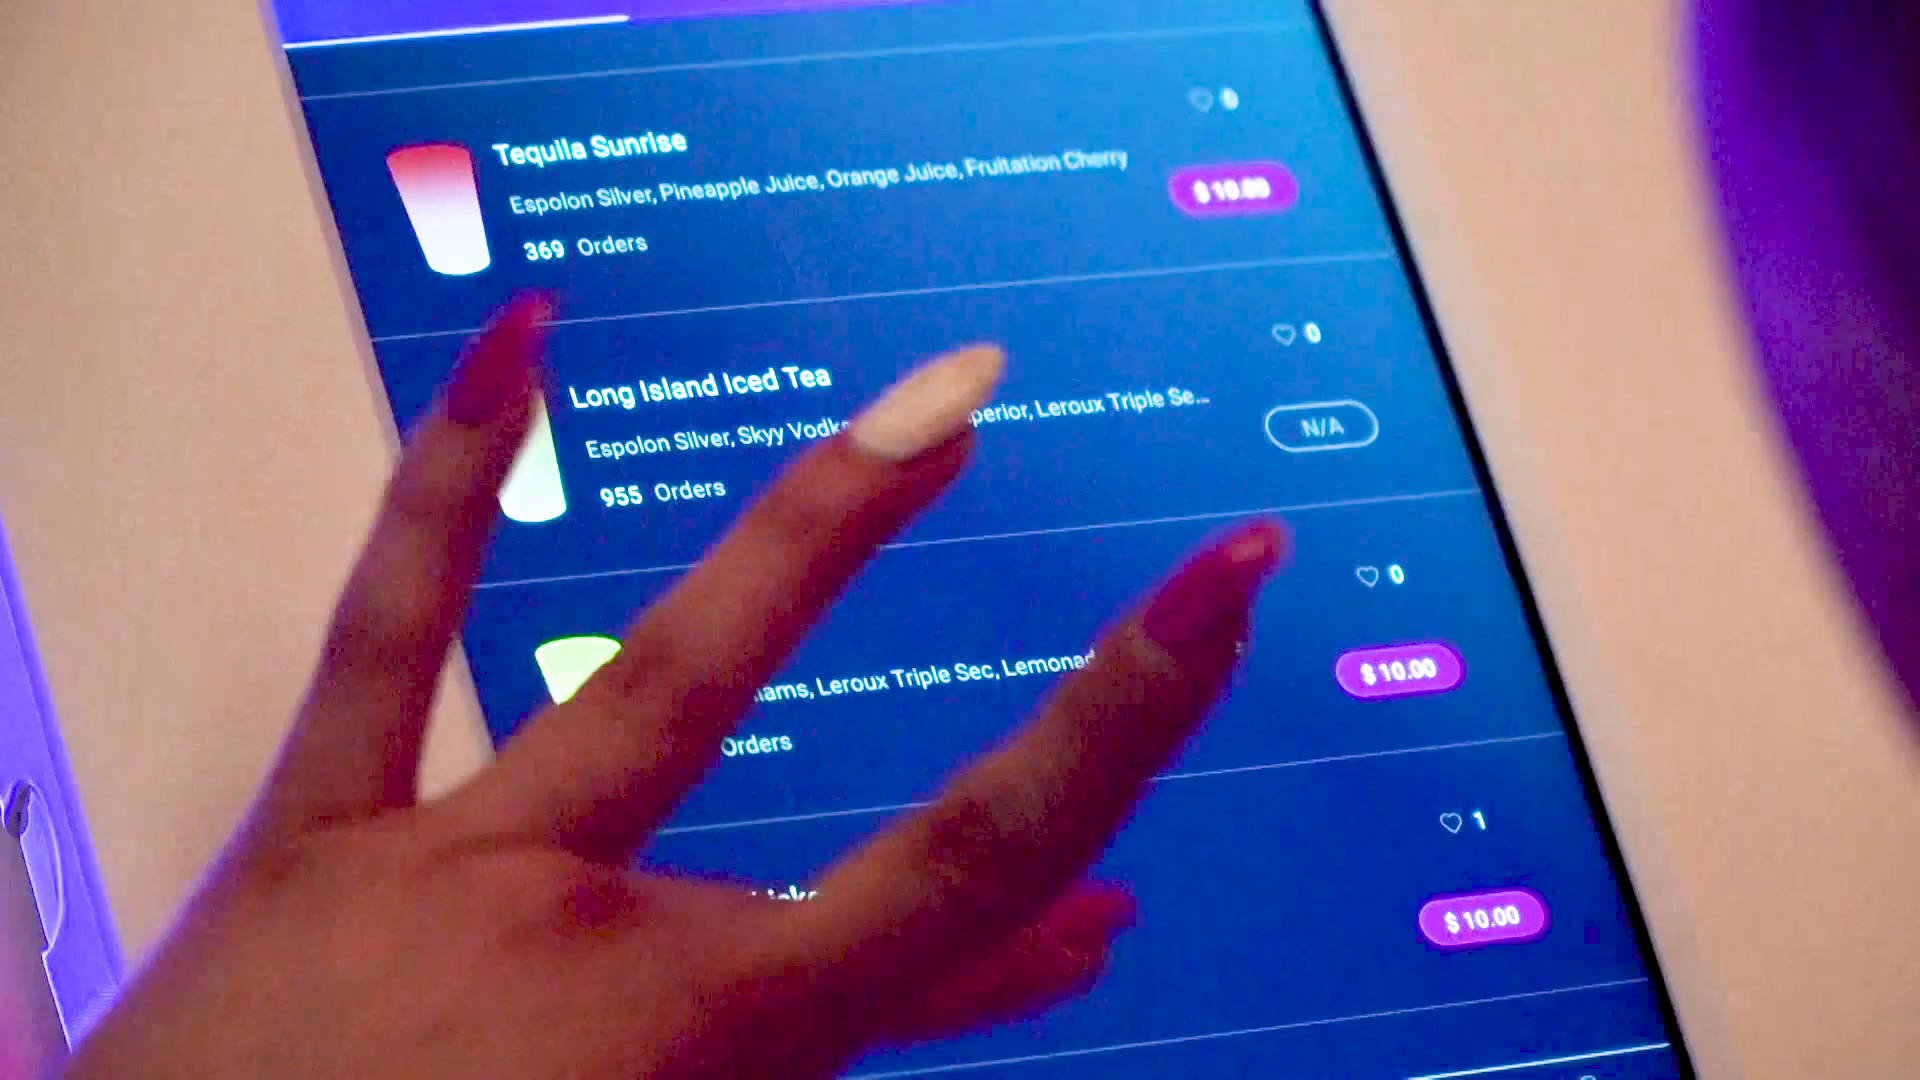 Tequila Sunrise
Espolon Silver, Pineapple Juice, Orange Juice, Fruitation Cherry
369 Orders
0
$ 10.00
Long Island Iced Tea
Espolon Silver, Skyy Vodka perior, Leroux Triple Se...
955 Orders
0
N/A
iams, Leroux Triple Sec, Lemonad
Orders
0
$ 10.00
1
$ 10.00